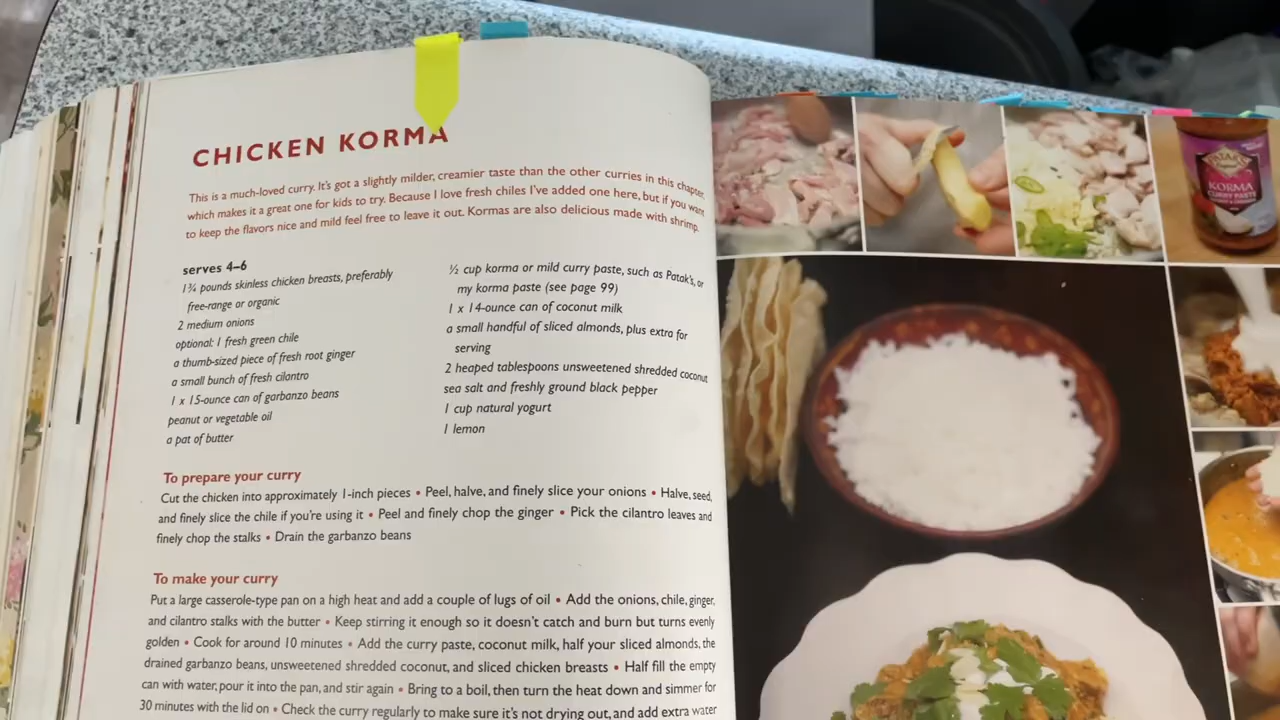 CHICKEN KORMA
This is a much-loved curry. It's got a slightly milder, creamier taste than the other curries in this chapter,
which makes it a great one for kids to try. Because I love fresh chiles I've added one here, but if you want
to keep the flavors nice and mild feel free to leave it out. Kormas are also delicious made with shrimp.
serves 4–6
1¾ pounds skinless chicken breasts, preferably
free-range or organic
2 medium onions
optional: 1 fresh green chile
a thumb-sized piece of fresh root ginger
a small bunch of fresh cilantro
1 x 15-ounce can of garbanzo beans
peanut or vegetable oil
a pat of butter
½ cup korma or mild curry paste, such as Patak's, or
my korma paste (see page 99)
1 x 14-ounce can of coconut milk
a small handful of sliced almonds, plus extra for
serving
2 heaped tablespoons unsweetened shredded coconut
sea salt and freshly ground black pepper
1 cup natural yogurt
1 lemon
To prepare your curry
Cut the chicken into approximately 1-inch pieces • Peel, halve, and finely slice your onions • Halve, seed,
and finely slice the chile if you're using it • Peel and finely chop the ginger • Pick the cilantro leaves and
finely chop the stalks • Drain the garbanzo beans
To make your curry
Put a large casserole-type pan on a high heat and add a couple of lugs of oil • Add the onions, chile, ginger,
and cilantro stalks with the butter • Keep stirring it enough so it doesn't catch and burn but turns evenly
golden • Cook for around 10 minutes • Add the curry paste, coconut milk, half your sliced almonds, the
drained garbanzo beans, unsweetened shredded coconut, and sliced chicken breasts • Half fill the empty
can with water, pour it into the pan, and stir again • Bring to a boil, then turn the heat down and simmer for
30 minutes with the lid on • Check the curry regularly to make sure it's not drying out, and add extra water
PATAK'S
KORMA
CURRY PASTE